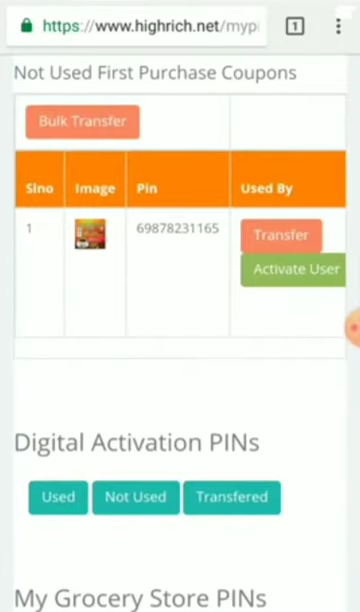 https://www.highrich.net/mypi
1
Not Used First Purchase Coupons
Bulk Transfer
Slno Image Pin Used By
1 69878231165 Transfer
Activate User
Digital Activation PINs
Used Not Used Transfered
My Grocery Store PINs